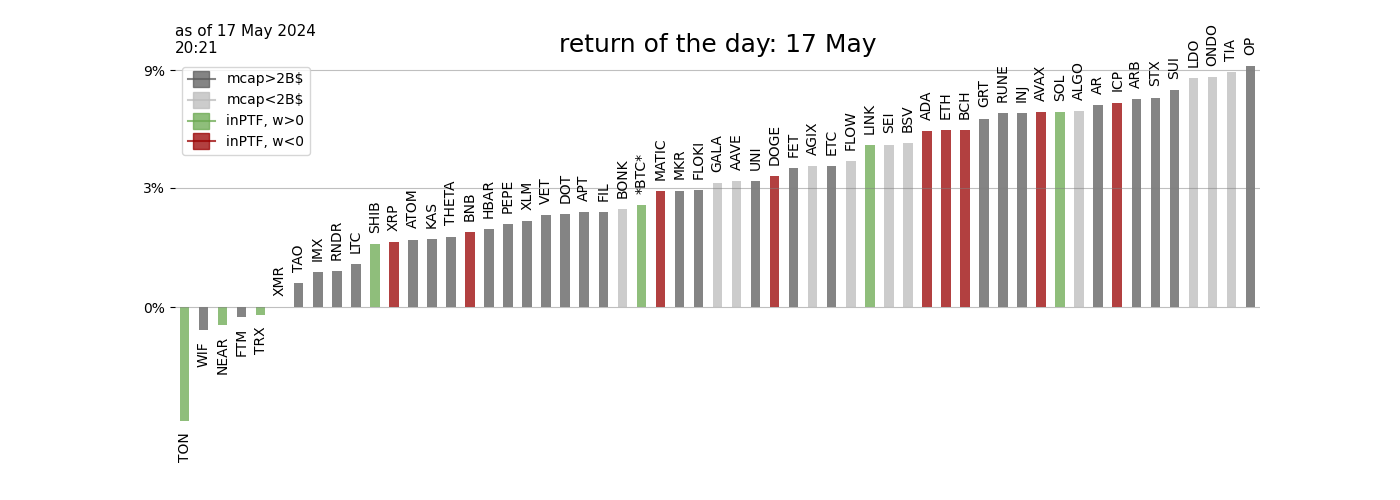 as of 17 May 2024
20:21
return of the day: 17 May
mcap>2B$
mcap<2B$
inPTF, w>0
inPTF, w<0
9%
3%
0%
TON
WIF
NEAR
FTM
TRX
XMR
TAO
IMX
RNDR
LTC
SHIB
XRP
ATOM
KAS
THETA
BNB
HBAR
PEPE
XLM
VET
DOT
APT
FIL
BONK
*BTC*
MATIC
MKR
FLOKI
GALA
AAVE
UNI
DOGE
FET
AGIX
ETC
FLOW
LINK
SEI
BSV
ADA
ETH
BCH
GRT
RUNE
INJ
AVAX
SOL
ALGO
AR
ICP
ARB
STX
SUI
LDO
ONDO
TIA
OP